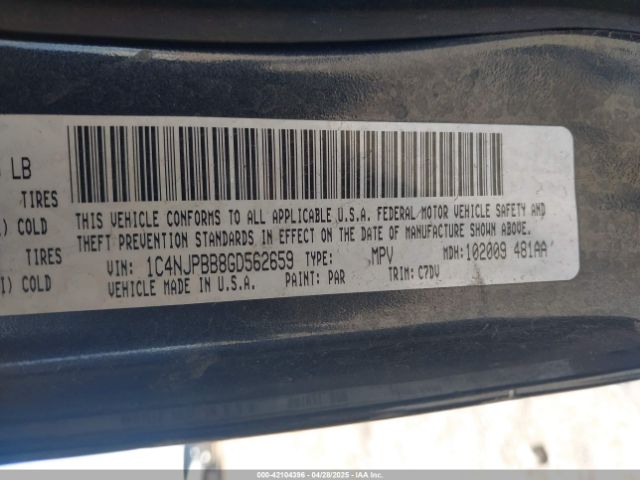 LB
TIRES
) COLD
TIRES
I) COLD
THIS VEHICLE CONFORMS TO ALL APPLICABLE U.S.A. FEDERAL MOTOR VEHICLE SAFETY AND
THEFT PREVENTION STANDARDS IN EFFECT ON THE DATE OF MANUFACTURE SHOWN ABOVE.
VIN: 1C4NJPBB8GD562659 TYPE: MPV MDH: 102009 481AA
VEHICLE MADE IN U.S.A. PAINT: PAR TRIM: C7DV
000-42104396 | 04/28/2025 | IAA